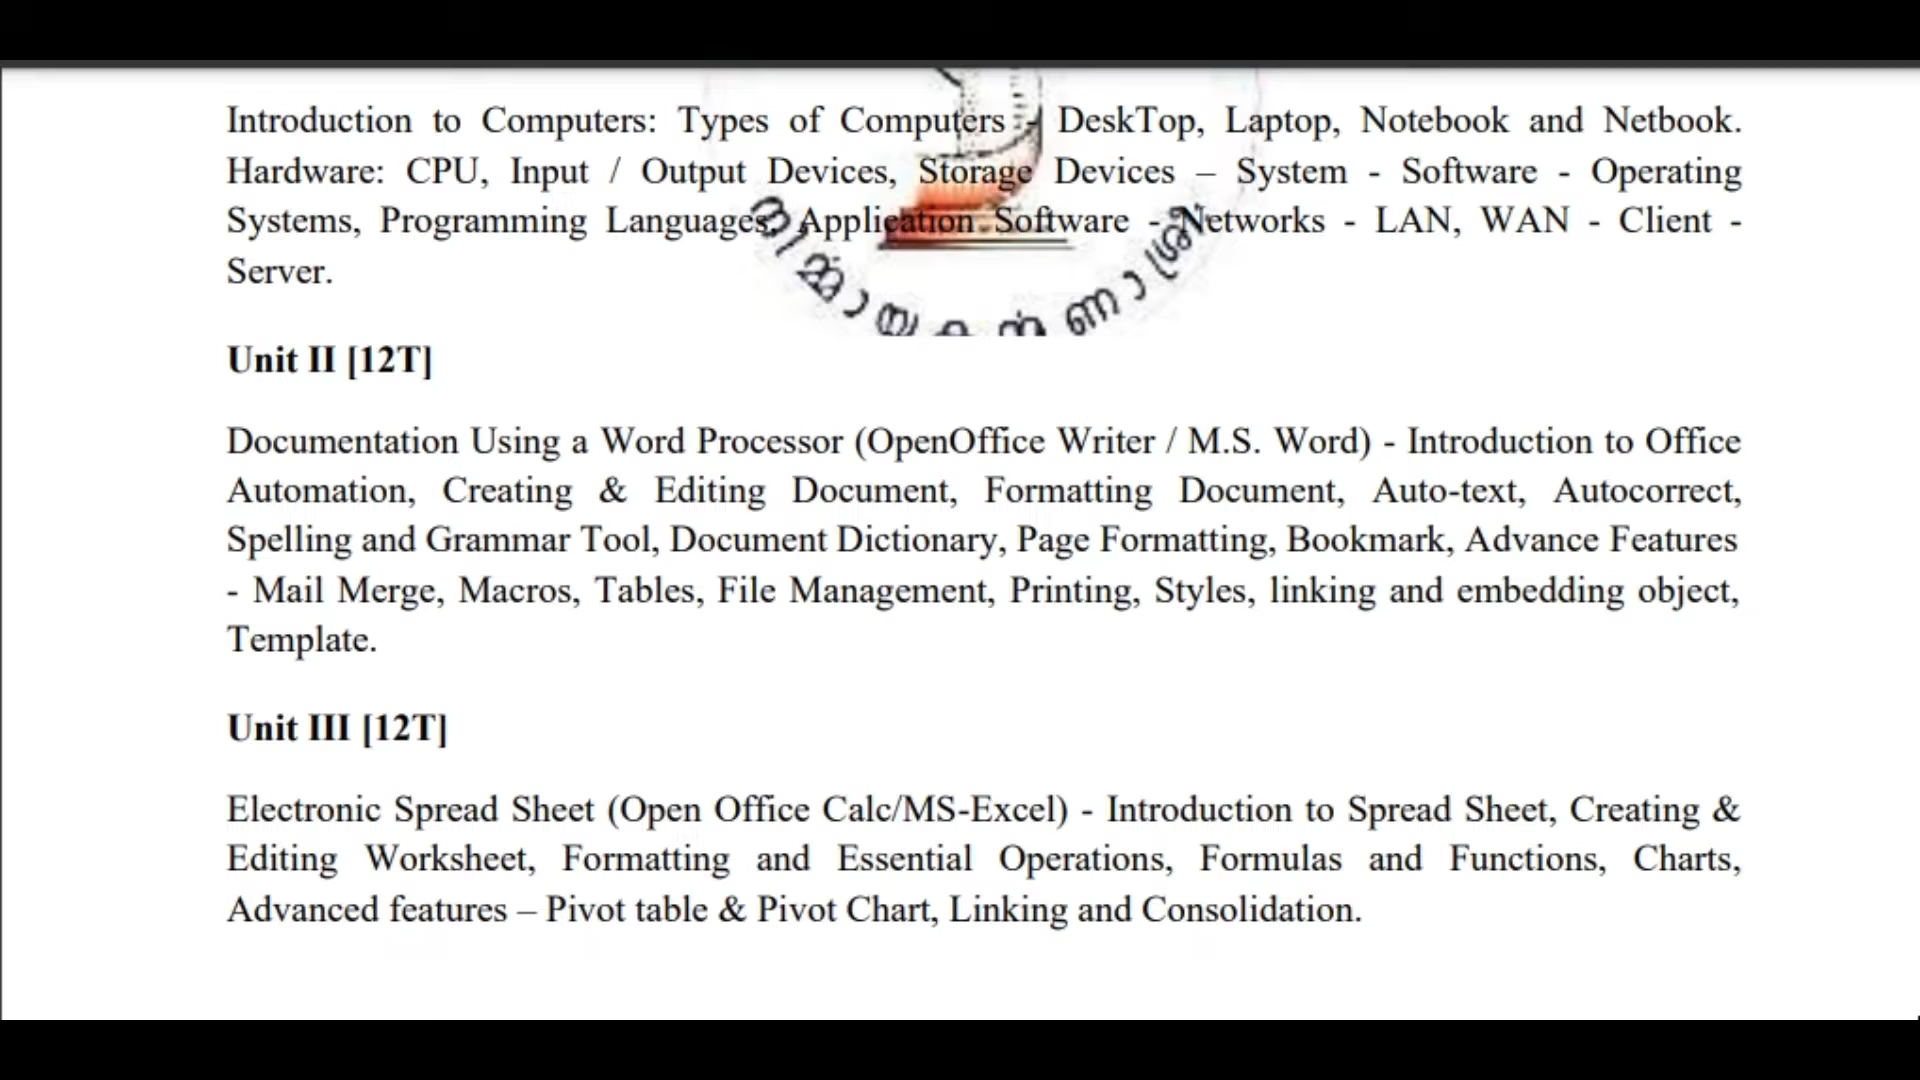 Introduction to Computers: Types of Computers - DeskTop, Laptop, Notebook and Netbook.
Hardware: CPU, Input / Output Devices, Storage Devices – System - Software - Operating
Systems, Programming Languages, Application Software - Networks - LAN, WAN - Client -
Server.
Unit II [12T]
Documentation Using a Word Processor (OpenOffice Writer / M.S. Word) - Introduction to Office
Automation, Creating & Editing Document, Formatting Document, Auto-text, Autocorrect,
Spelling and Grammar Tool, Document Dictionary, Page Formatting, Bookmark, Advance Features
- Mail Merge, Macros, Tables, File Management, Printing, Styles, linking and embedding object,
Template.
Unit III [12T]
Electronic Spread Sheet (Open Office Calc/MS-Excel) - Introduction to Spread Sheet, Creating &
Editing Worksheet, Formatting and Essential Operations, Formulas and Functions, Charts,
Advanced features – Pivot table & Pivot Chart, Linking and Consolidation.